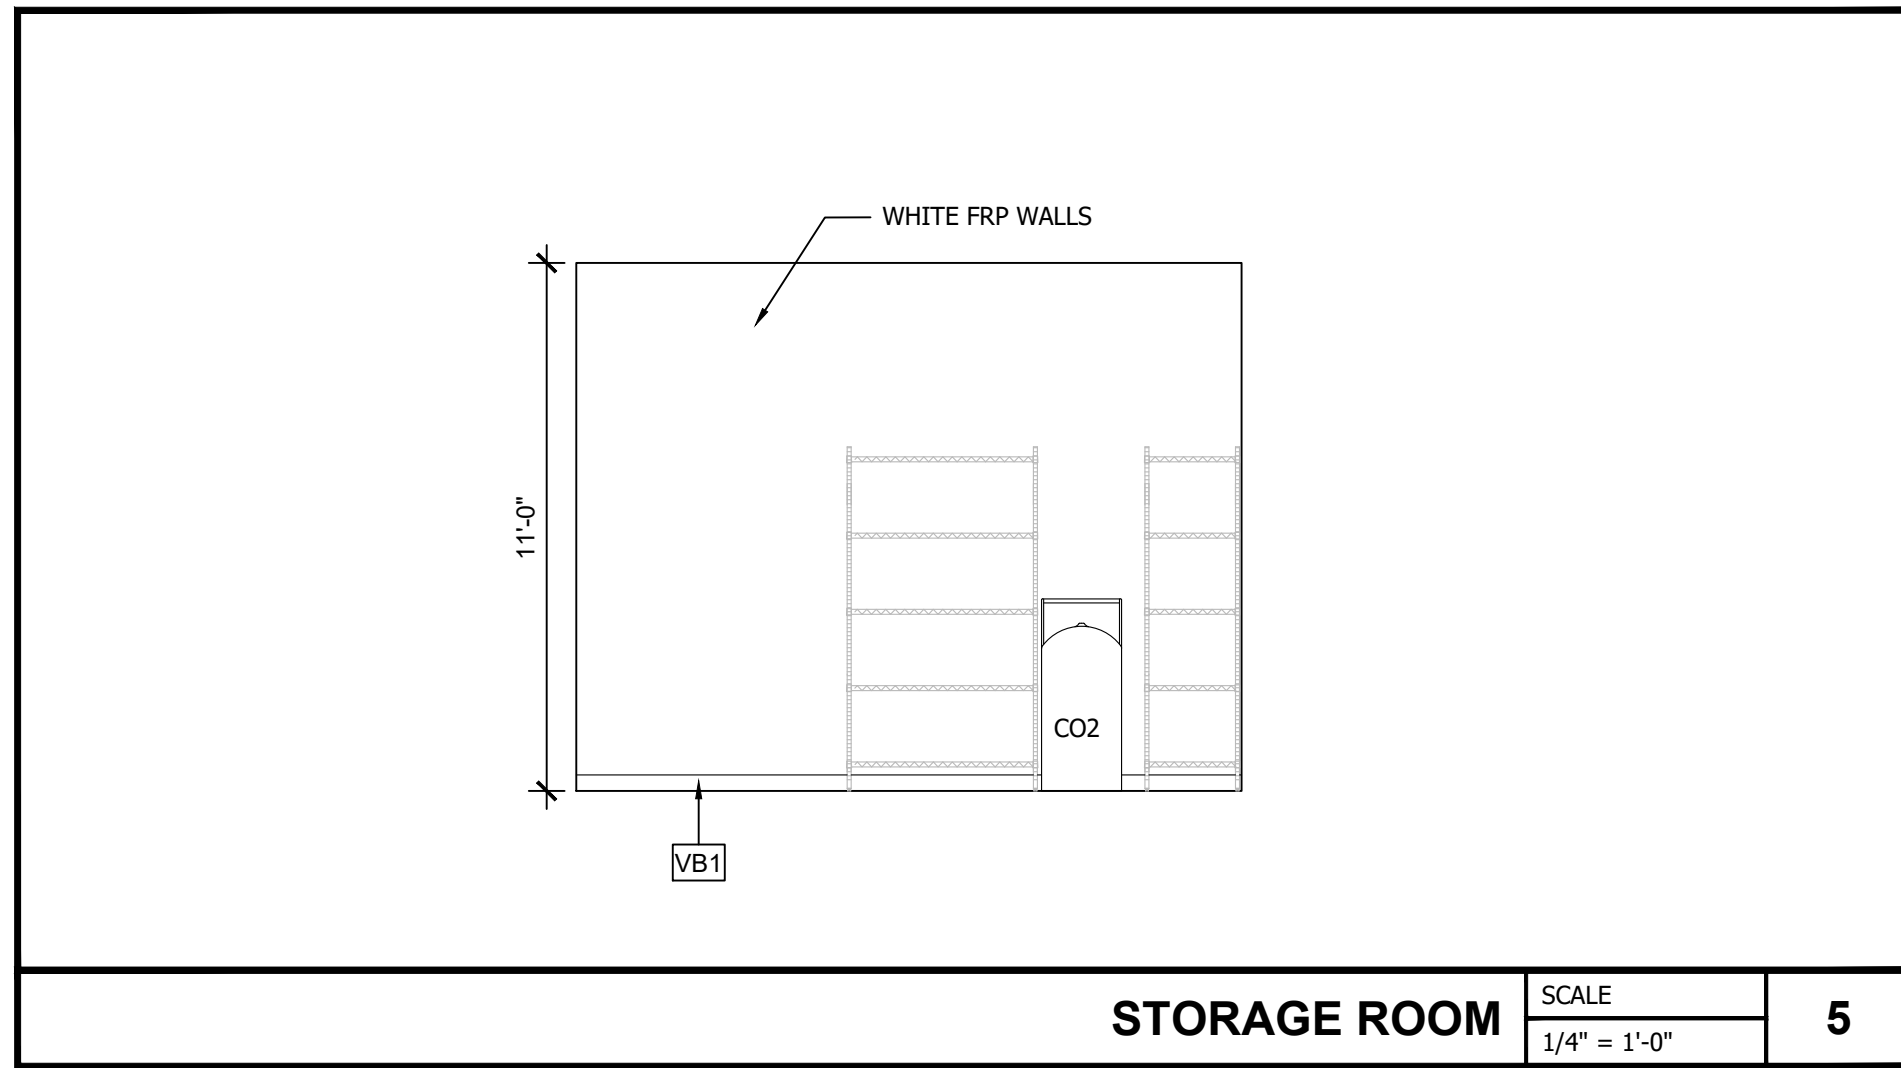 WHITE FRP WALLS
11'-0"
CO2
VB1
STORAGE ROOM
SCALE
1/4" = 1'-0"
5